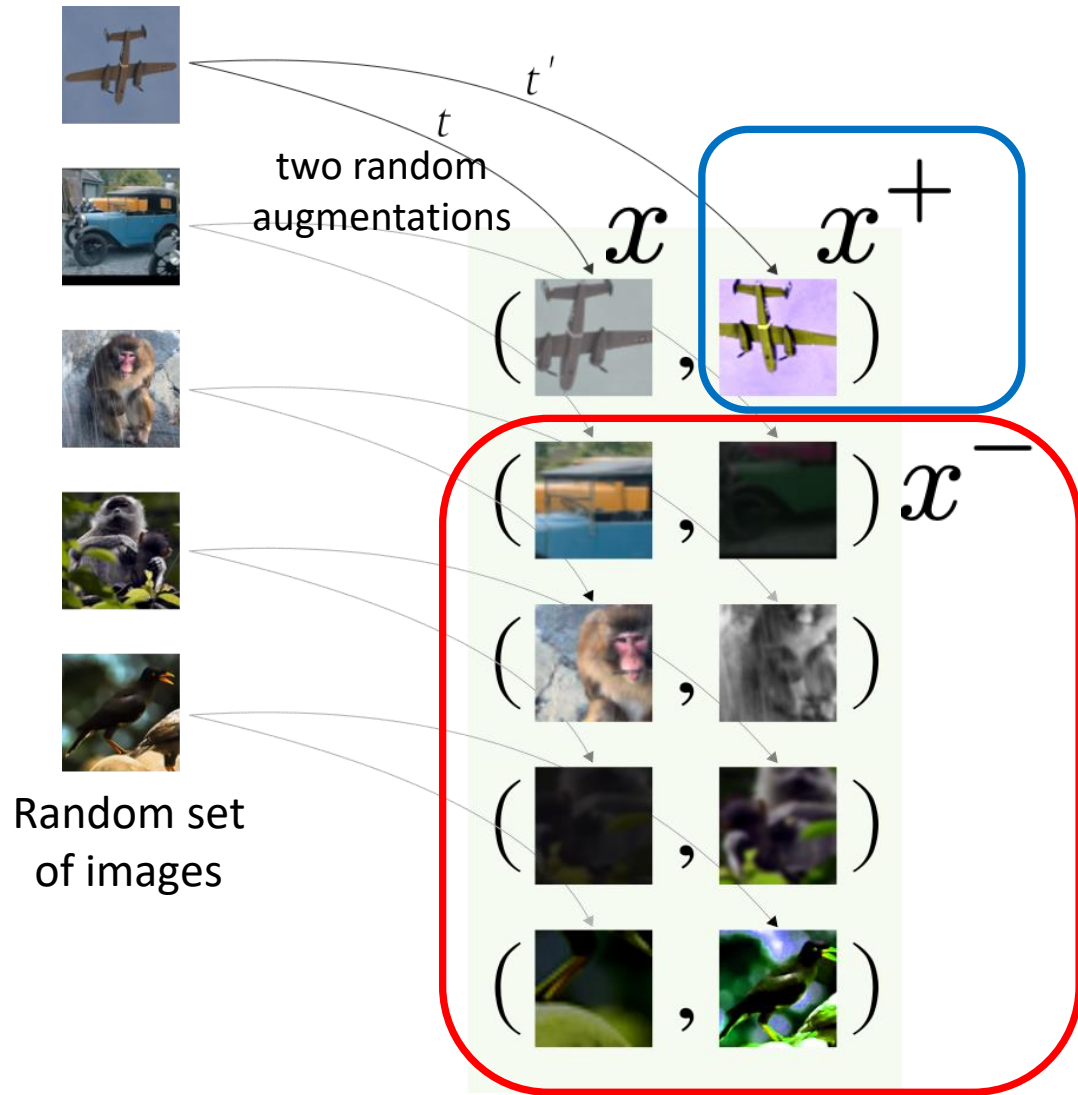 t'
t
two random
augmentations
x x⁺
( , )
( , ) x⁻
( , )
( , )
( , )
Random set
of images